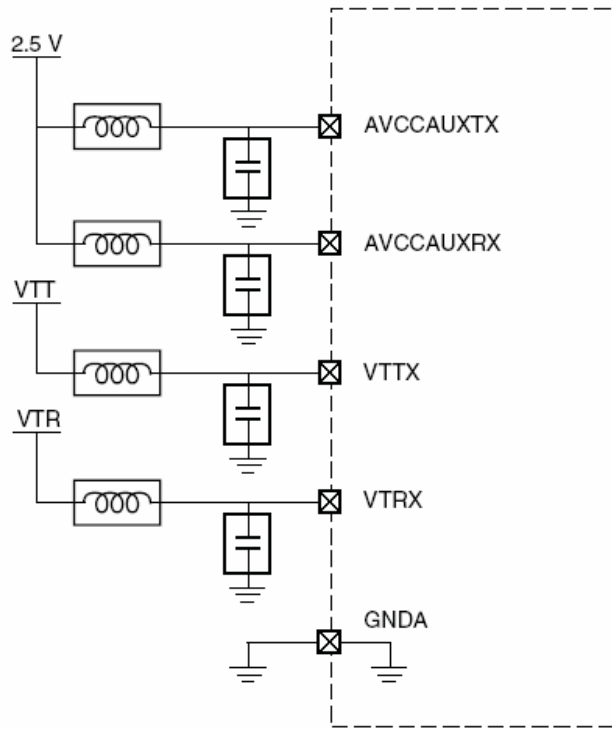 2.5 V
AVCCAUXTX
AVCCAUXRX
VTT
VTTX
VTR
VTRX
GNDA